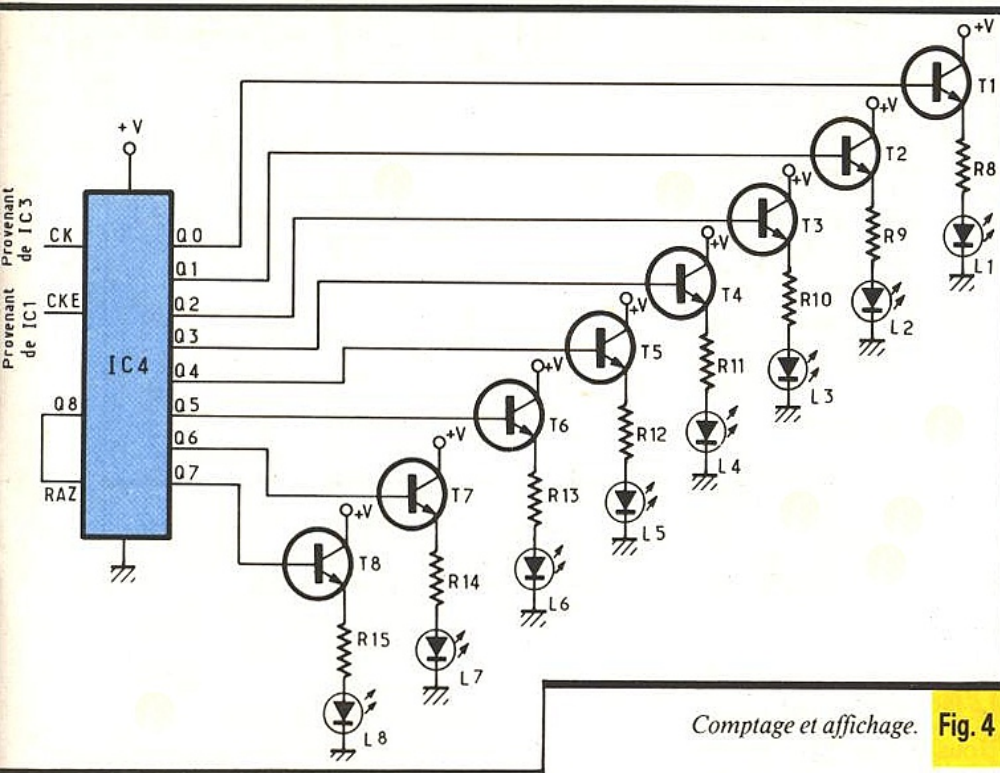 +V
T1
R8
L1
+V
T2
R9
L2
+V
T3
R10
L3
+V
T4
R11
L4
+V
T5
R12
L5
+V
T6
R13
L6
+V
T7
R14
L7
+V
T8
R15
L8
+V
Provenant
de IC3
CK
Provenant
de IC1
CKE
Q8
RAZ
IC4
Q0
Q1
Q2
Q3
Q4
Q5
Q6
Q7
Comptage et affichage. Fig. 4